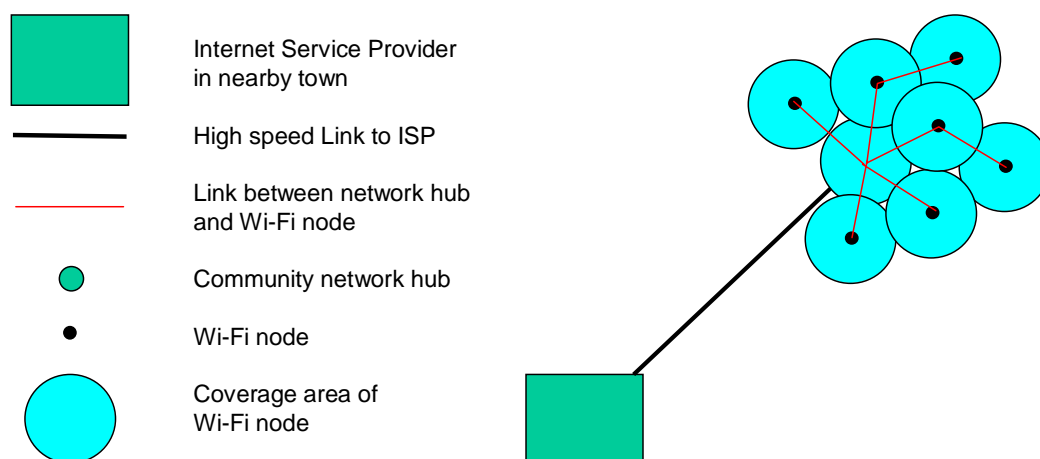 Internet Service Provider
in nearby town
High speed Link to ISP
Link between network hub
and Wi-Fi node
Community network hub
Wi-Fi node
Coverage area of
Wi-Fi node